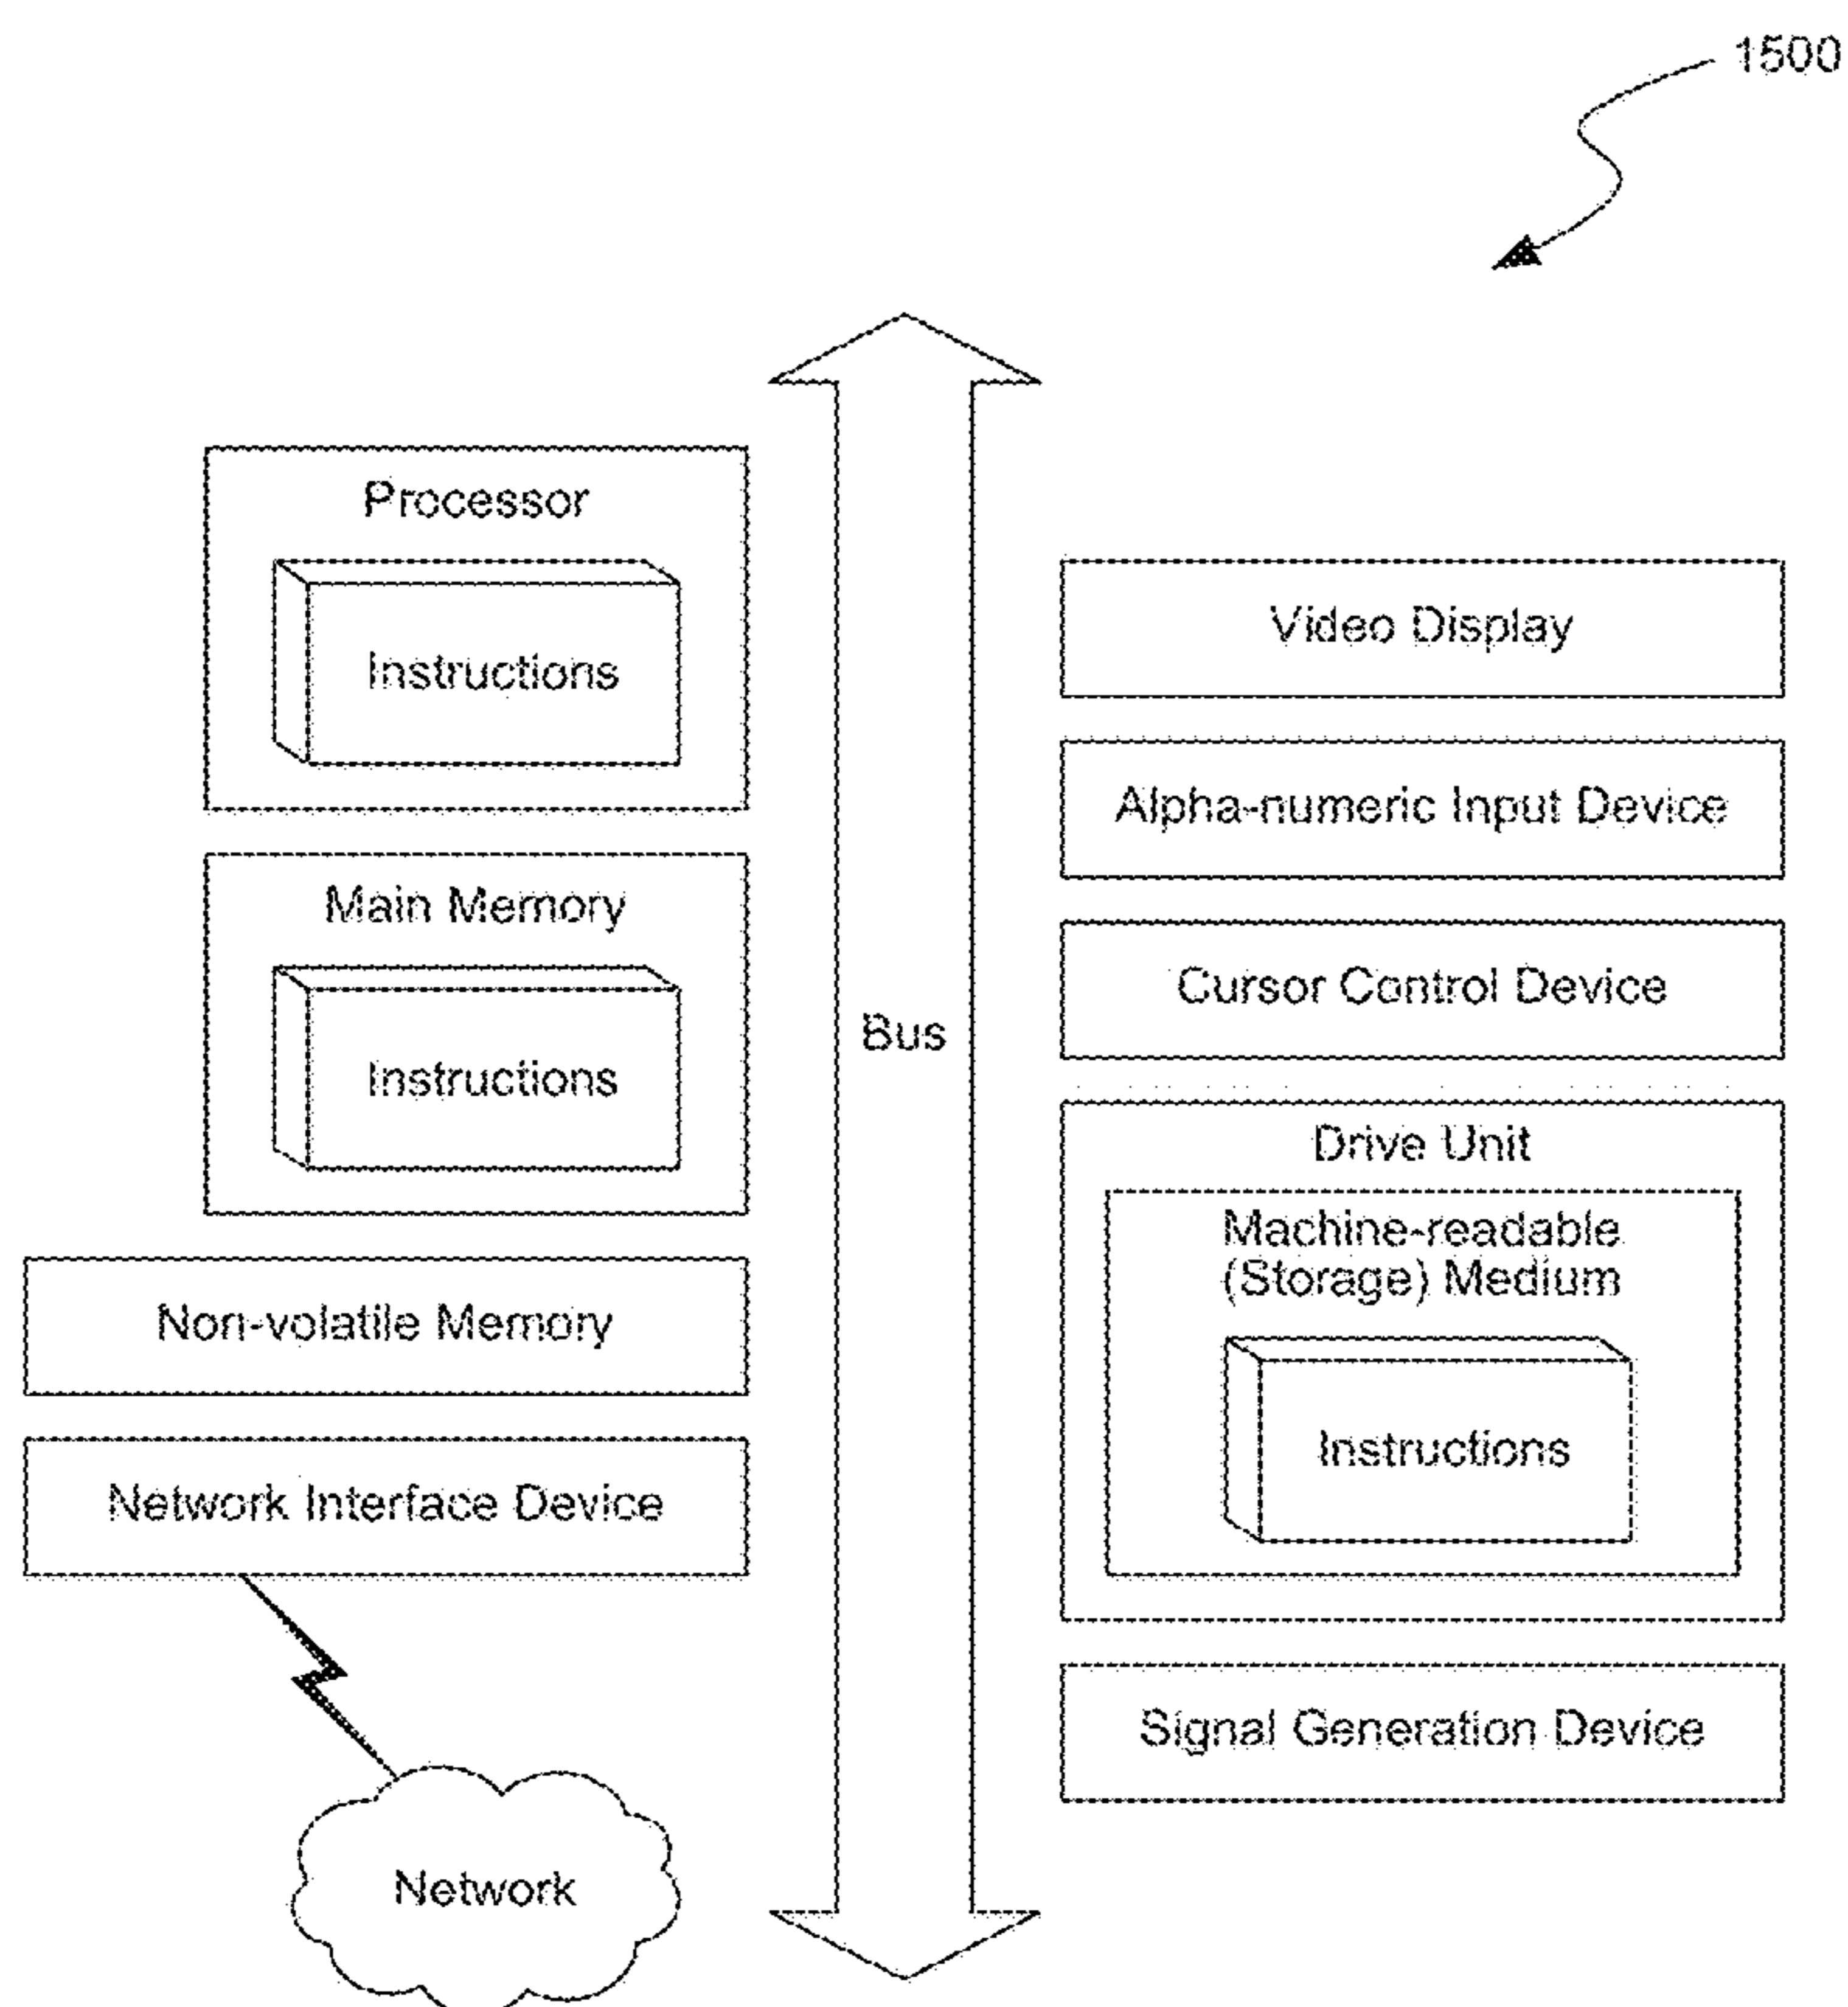 1500
Processor
Instructions
Main Memory
Instructions
Non-volatile Memory
Network Interface Device
Network
Bus
Video Display
Alpha-numeric Input Device
Cursor Control Device
Drive Unit
Machine-readable
(Storage) Medium
Instructions
Signal Generation Device